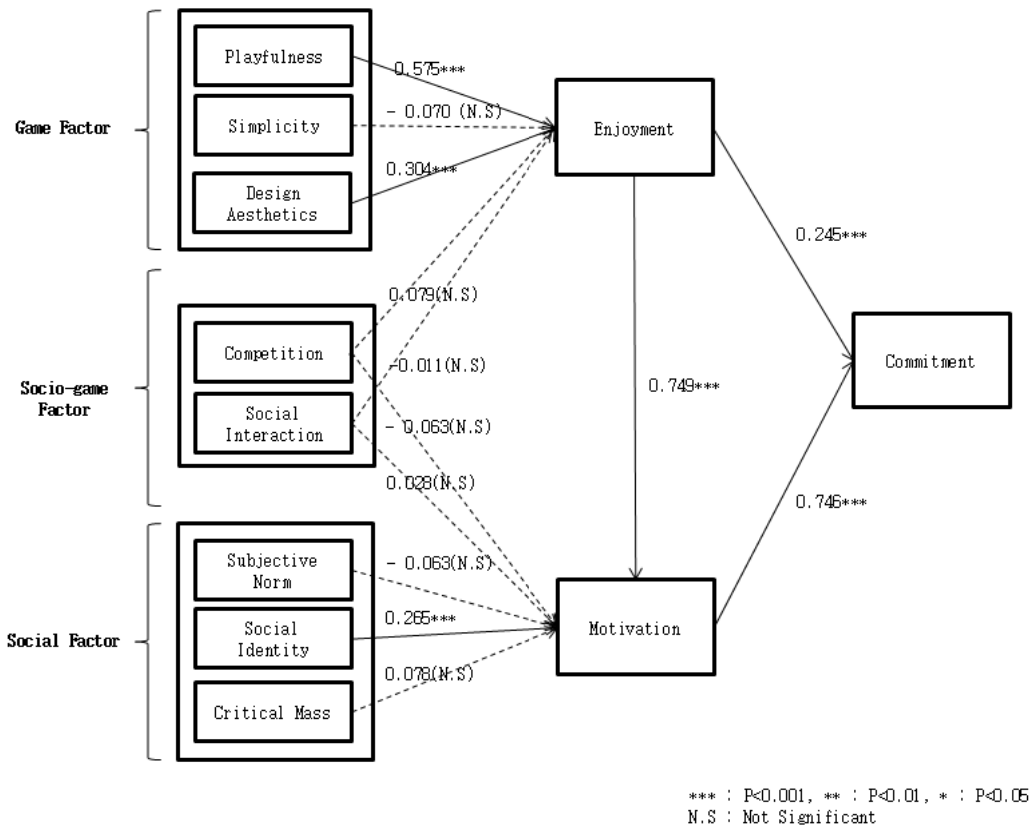 Game Factor
Playfulness
Simplicity
Design
Aesthetics
0.575***
- 0.070 (N.S)
0.304***
Enjoyment
Socio-game
Factor
Competition
Social
Interaction
0.079(N.S)
-0.011(N.S)
- 0.063(N.S)
0.028(N.S)
0.749***
0.245***
Commitment
0.746***
Social Factor
Subjective
Norm
Social
Identity
Critical Mass
- 0.063(N.S)
0.265***
0.078(N.S)
Motivation
*** : P<0.001, ** : P<0.01, * : P<0.05
N.S : Not Significant